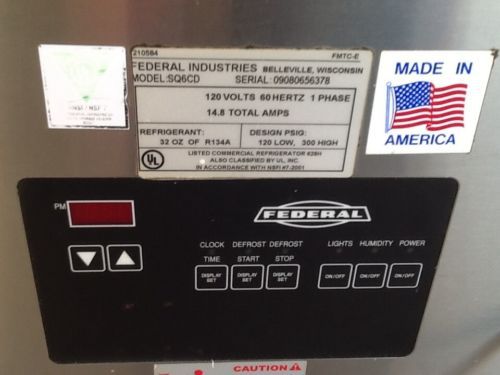 210584 FMTC-E
FEDERAL INDUSTRIES BELLEVILLE, WISCONSIN
MODEL: SQ6CD SERIAL: 09080656378
120 VOLTS 60 HERTZ 1 PHASE
14.8 TOTAL AMPS
REFRIGERANT: DESIGN PSIG:
32 OZ OF R134A 120 LOW, 300 HIGH
UL
LISTED COMMERCIAL REFRIGERATOR 428H
ALSO CLASSIFIED BY UL, INC.
IN ACCORDANCE WITH NSF/ #7-2001
MADE IN
AMERICA
PM
FEDERAL
CLOCK DEFROST DEFROST LIGHTS HUMIDITY POWER
TIME START STOP
DISPLAY SET DISPLAY SET DISPLAY SET ON/OFF ON/OFF ON/OFF
CAUTION